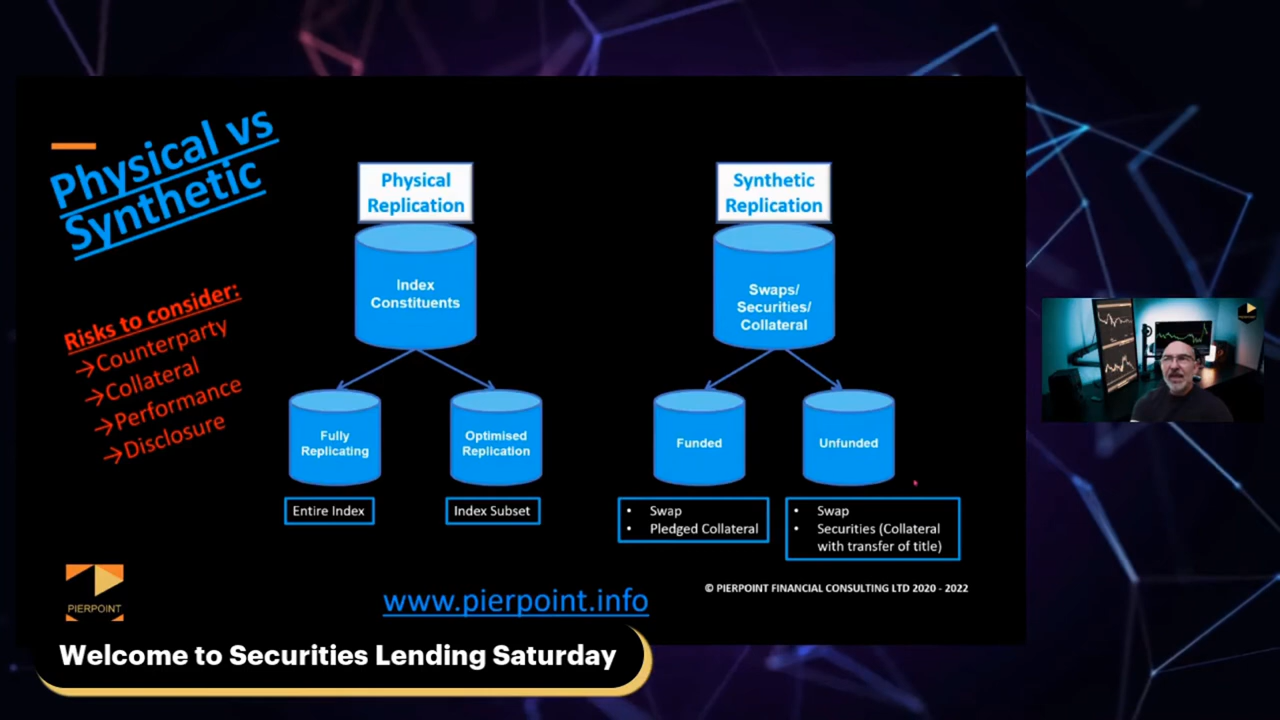 Physical vs
Synthetic
Risks to consider:
→Counterparty
→Collateral
→Performance
→Disclosure
Physical
Replication
Index
Constituents
Fully
Replicating
Entire Index
Optimised
Replication
Index Subset
Synthetic
Replication
Swaps/
Securities/
Collateral
Funded
• Swap
• Pledged Collateral
Unfunded
• Swap
• Securities (Collateral
with transfer of title)
PIERPOINT
www.pierpoint.info
© PIERPOINT FINANCIAL CONSULTING LTD 2020 - 2022
Welcome to Securities Lending Saturday